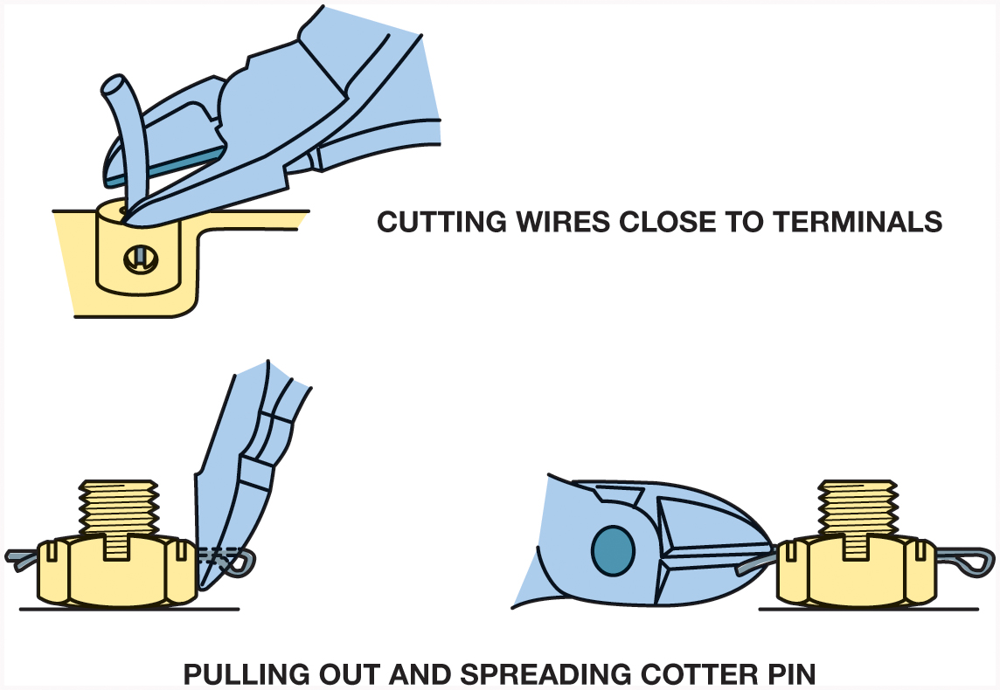 CUTTING WIRES CLOSE TO TERMINALS
PULLING OUT AND SPREADING COTTER PIN